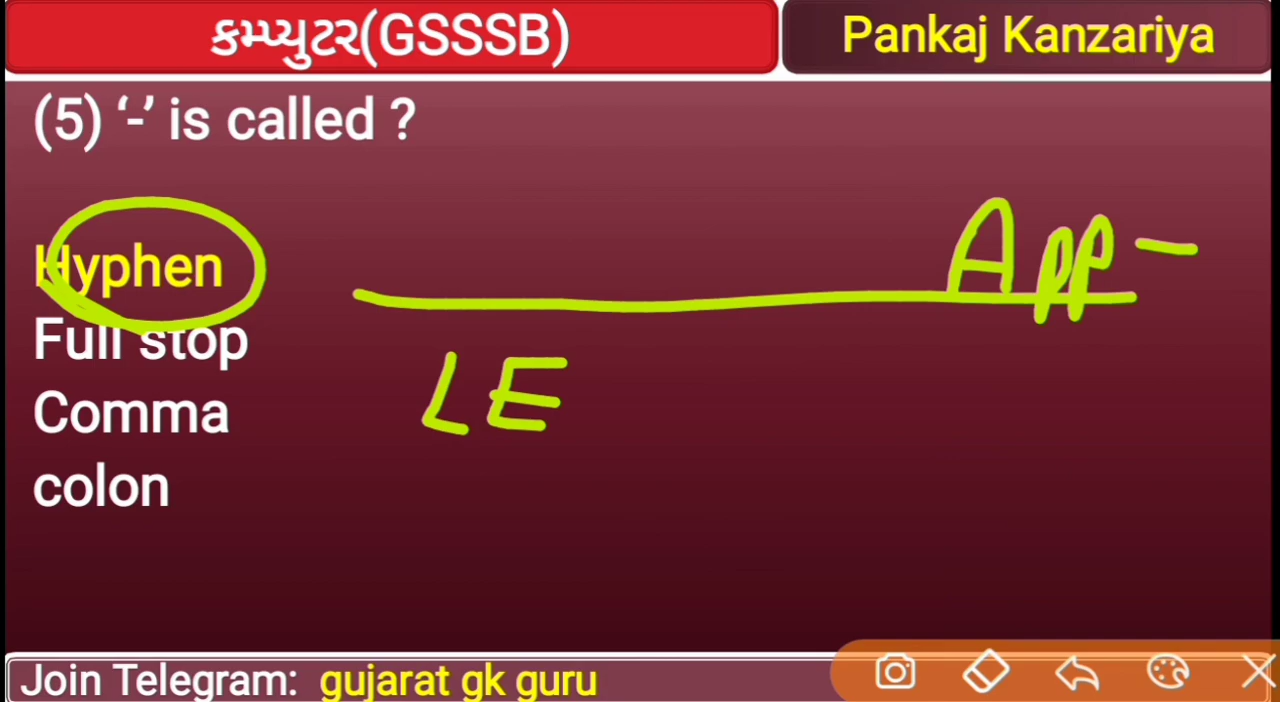 કમ્પ્યુટર(GSSSB)
Pankaj Kanzariya
(5) ‘-’ is called ?
Hyphen
Full stop
Comma
colon
App-
LE
Join Telegram: gujarat gk guru